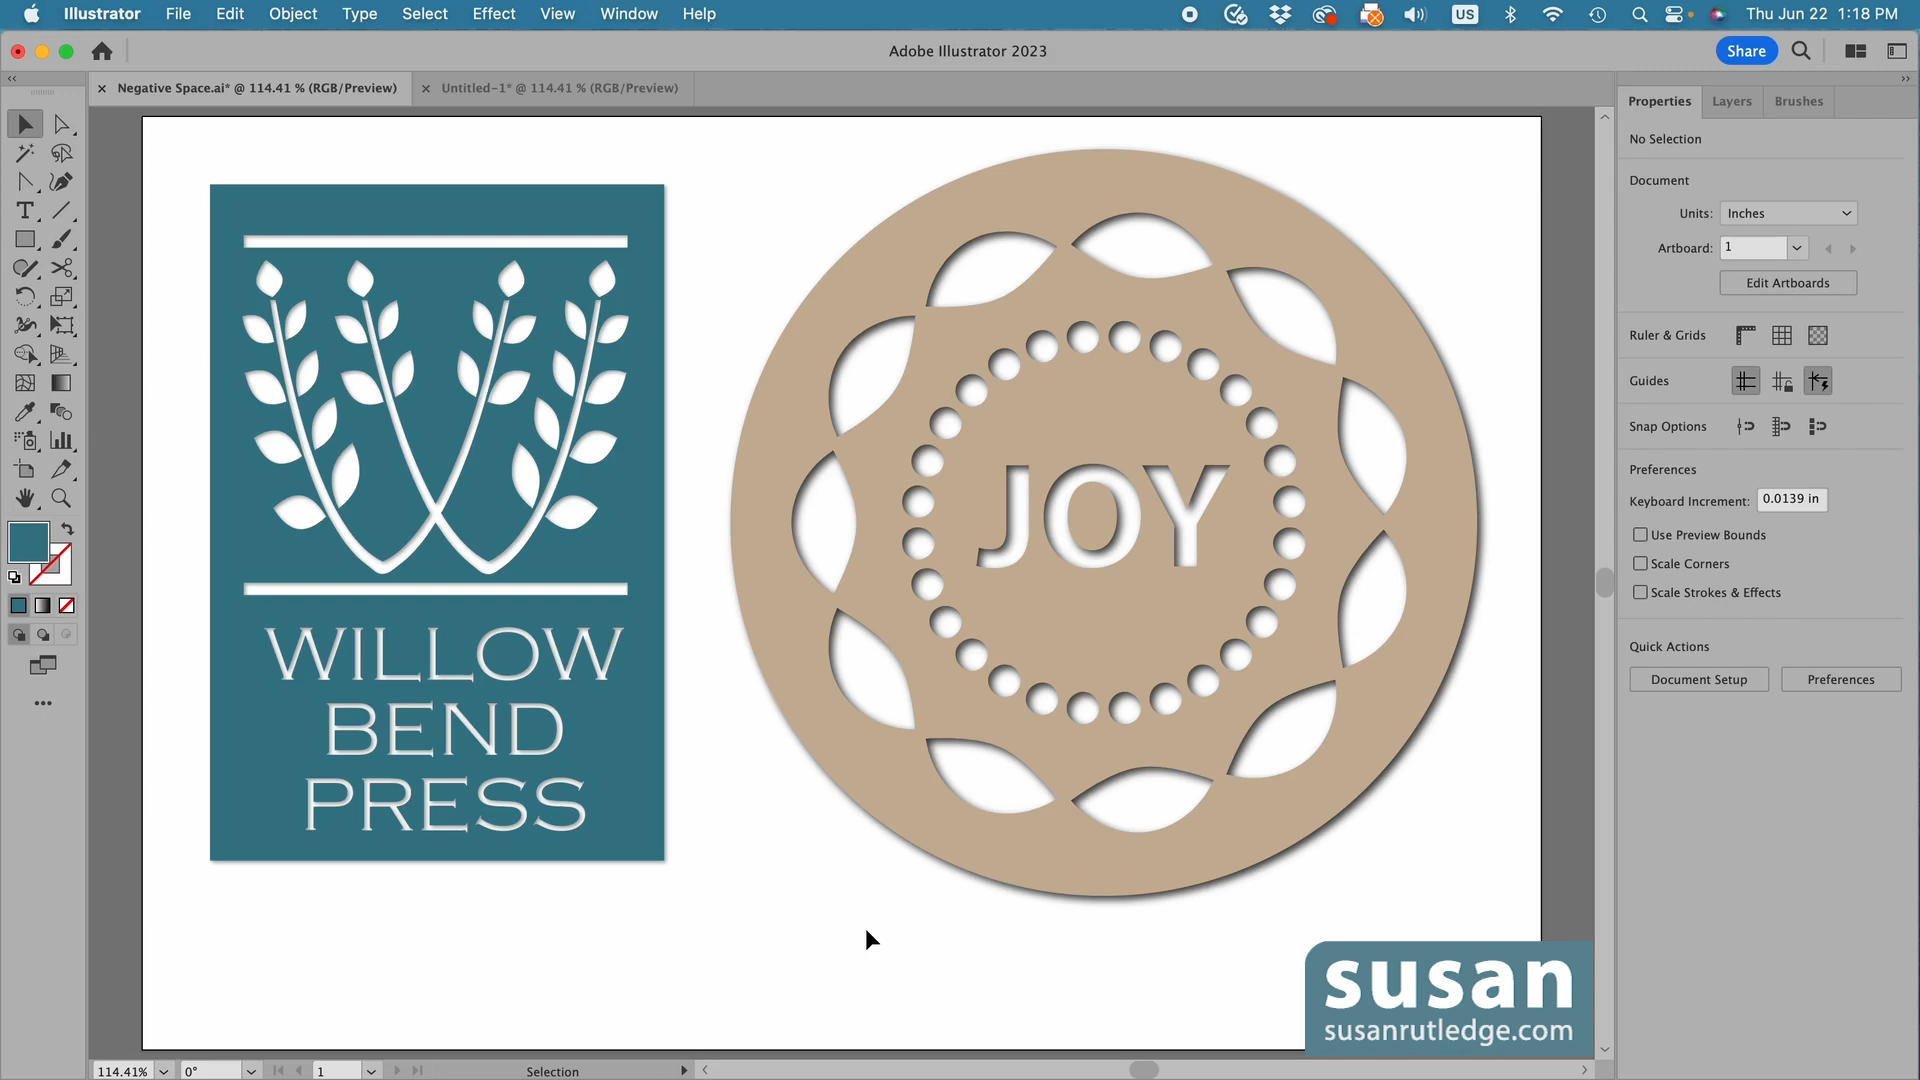 Illustrator File Edit Object Type Select Effect View Window Help US Thu Jun 22 1:18 PM
Adobe Illustrator 2023
Share
Negative Space.ai* @ 114.41 % (RGB/Preview)
Untitled-1* @ 114.41 % (RGB/Preview)
Properties Layers Brushes
No Selection
Document
Units: Inches
Artboard: 1
Edit Artboards
Ruler & Grids
Guides
Snap Options
Preferences
Keyboard Increment: 0.0139 in
Use Preview Bounds
Scale Corners
Scale Strokes & Effects
Quick Actions
Document Setup Preferences
WILLOW
BEND
PRESS
JOY
susan
susanrutledge.com
114.41% 0° 1 Selection